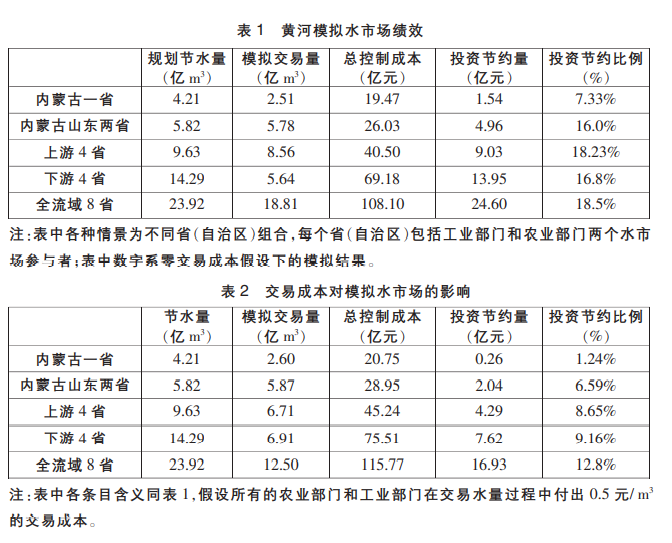 表 1 黄河模拟水市场绩效
规划节水量 模拟交易量 总控制成本 投资节约量 投资节约比例
(亿 m³) (亿 m³) (亿元) (亿元) (%)
内蒙古一省 4.21 2.51 19.47 1.54 7.33%
内蒙古山东两省 5.82 5.78 26.03 4.96 16.0%
上游 4 省 9.63 8.56 40.50 9.03 18.23%
下游 4 省 14.29 5.64 69.18 13.95 16.8%
全流域 8 省 23.92 18.81 108.10 24.60 18.5%
注:表中各种情景为不同省(自治区)组合,每个省(自治区)包括工业部门和农业部门两个水市
场参与者;表中数字系零交易成本假设下的模拟结果。
表 2 交易成本对模拟水市场的影响
节水量 模拟交易量 总控制成本 投资节约量 投资节约比例
(亿 m³) (亿 m³) (亿元) (亿元) (%)
内蒙古一省 4.21 2.60 20.75 0.26 1.24%
内蒙古山东两省 5.82 5.87 28.95 2.04 6.59%
上游 4 省 9.63 6.71 45.24 4.29 8.65%
下游 4 省 14.29 6.91 75.51 7.62 9.16%
全流域 8 省 23.92 12.50 115.77 16.93 12.8%
注:表中各条目含义同表 1,假设所有的农业部门和工业部门在交易水量过程中付出 0.5 元/m³
的交易成本。